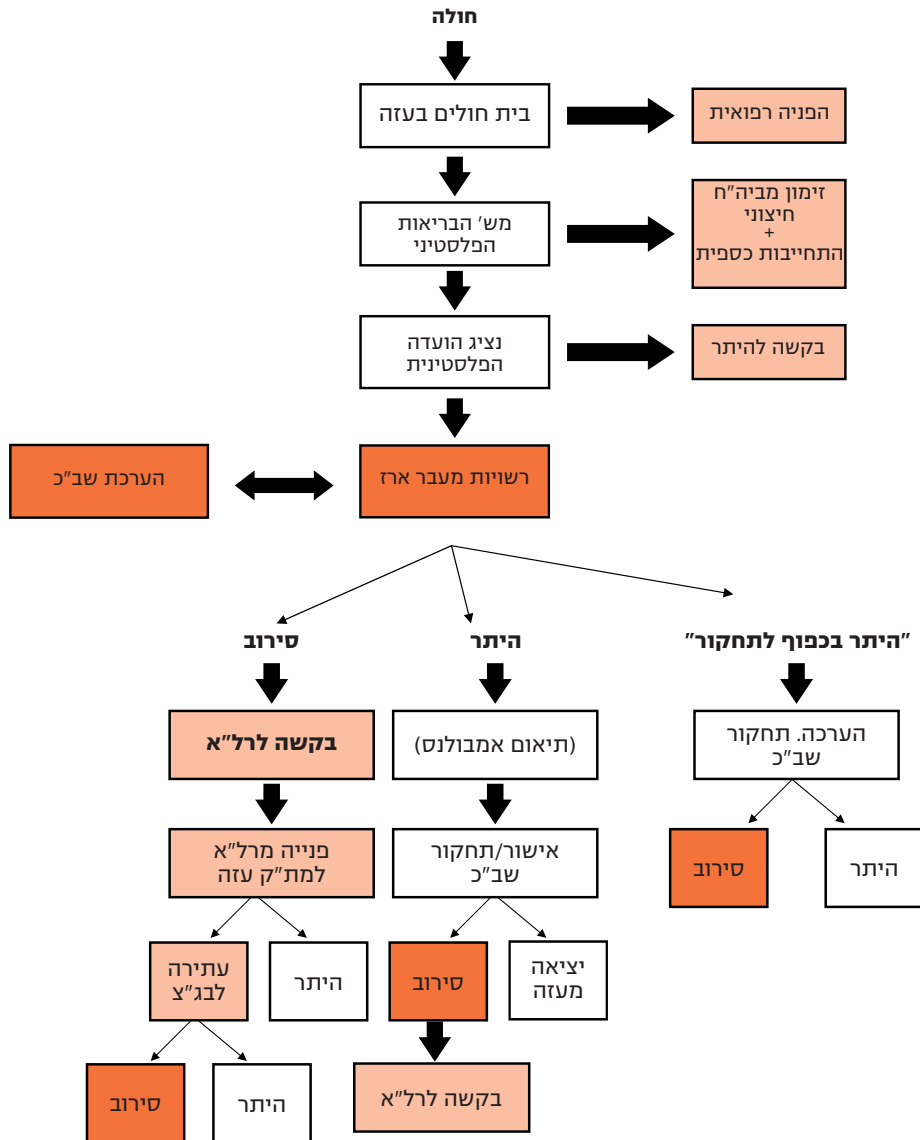 חולה
בית חולים בעזה
הפניה רפואית
מש' הבריאות
הפלסטיני
זימון מביה"ח
חיצוני
+
התחייבות כספית
נציג הועדה
הפלסטינית
בקשה להיתר
רשויות מעבר ארז
הערכת שב"כ
"היתר בכפוף לתחקור"
היתר
סירוב
הערכה. תחקור
שב"כ
(תיאום אמבולנס)
בקשה לרל"א
היתר
סירוב
אישור/תחקור
שב"כ
פנייה מרל"א
למת"ק עזה
יציאה
מעזה
סירוב
היתר
עתירה
לבג"צ
בקשה לרל"א
היתר
סירוב